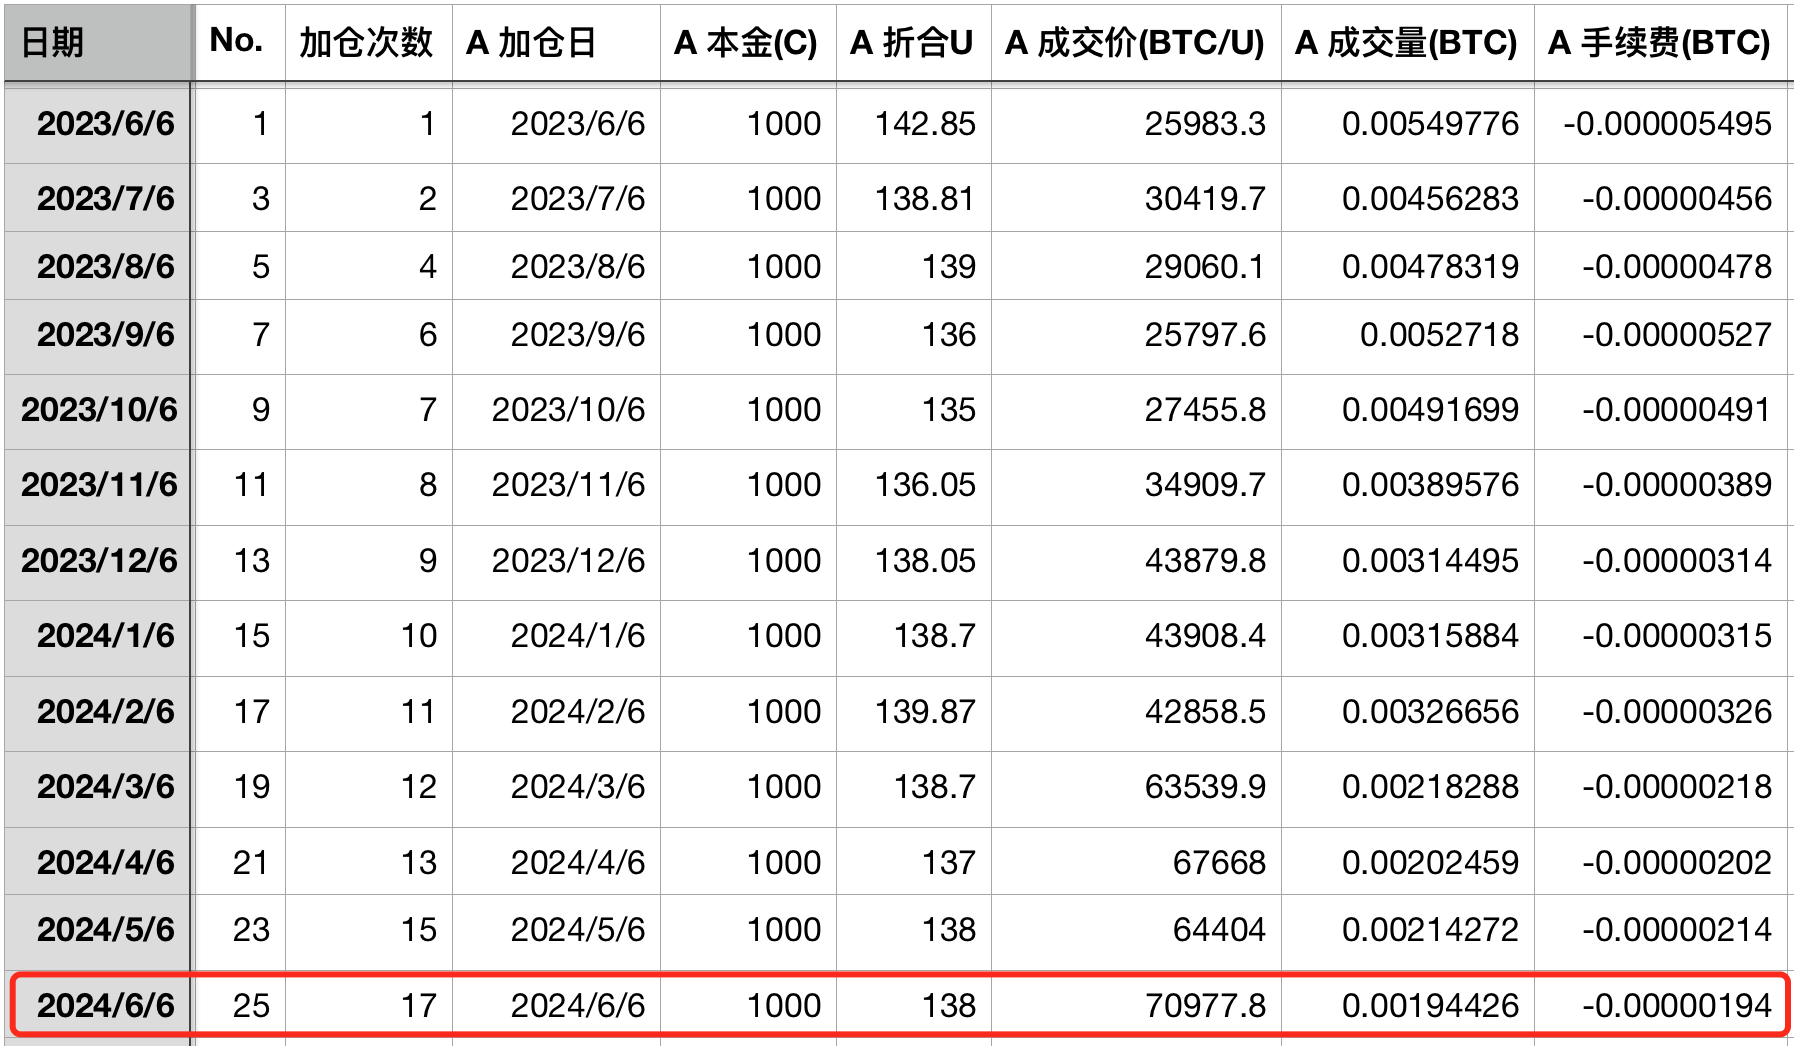 日期 No. 加仓次数 A 加仓日 A 本金(C) A 折合U A 成交价(BTC/U) A 成交量(BTC) A 手续费(BTC)
2023/6/6 1 1 2023/6/6 1000 142.85 25983.3 0.00549776 -0.000005495
2023/7/6 3 2 2023/7/6 1000 138.81 30419.7 0.00456283 -0.00000456
2023/8/6 5 4 2023/8/6 1000 139 29060.1 0.00478319 -0.00000478
2023/9/6 7 6 2023/9/6 1000 136 25797.6 0.0052718 -0.00000527
2023/10/6 9 7 2023/10/6 1000 135 27455.8 0.00491699 -0.00000491
2023/11/6 11 8 2023/11/6 1000 136.05 34909.7 0.00389576 -0.00000389
2023/12/6 13 9 2023/12/6 1000 138.05 43879.8 0.00314495 -0.00000314
2024/1/6 15 10 2024/1/6 1000 138.7 43908.4 0.00315884 -0.00000315
2024/2/6 17 11 2024/2/6 1000 139.87 42858.5 0.00326656 -0.00000326
2024/3/6 19 12 2024/3/6 1000 138.7 63539.9 0.00218288 -0.00000218
2024/4/6 21 13 2024/4/6 1000 137 67668 0.00202459 -0.00000202
2024/5/6 23 15 2024/5/6 1000 138 64404 0.00214272 -0.00000214
2024/6/6 25 17 2024/6/6 1000 138 70977.8 0.00194426 -0.00000194